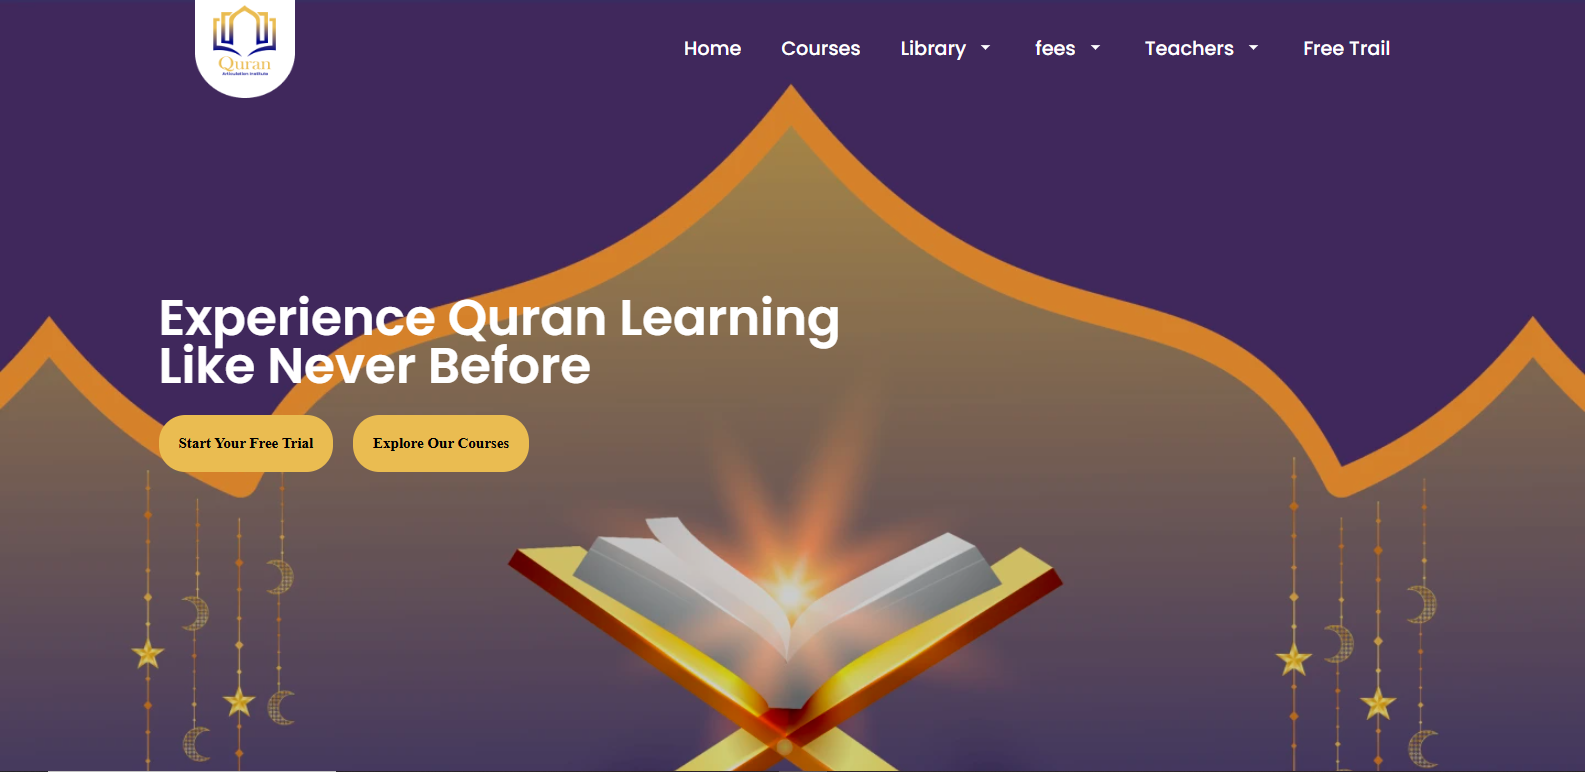 Quran
Articulation Institute
Home
Courses
Library
fees
Teachers
Free Trail
Experience Quran Learning
Like Never Before
Start Your Free Trial
Explore Our Courses